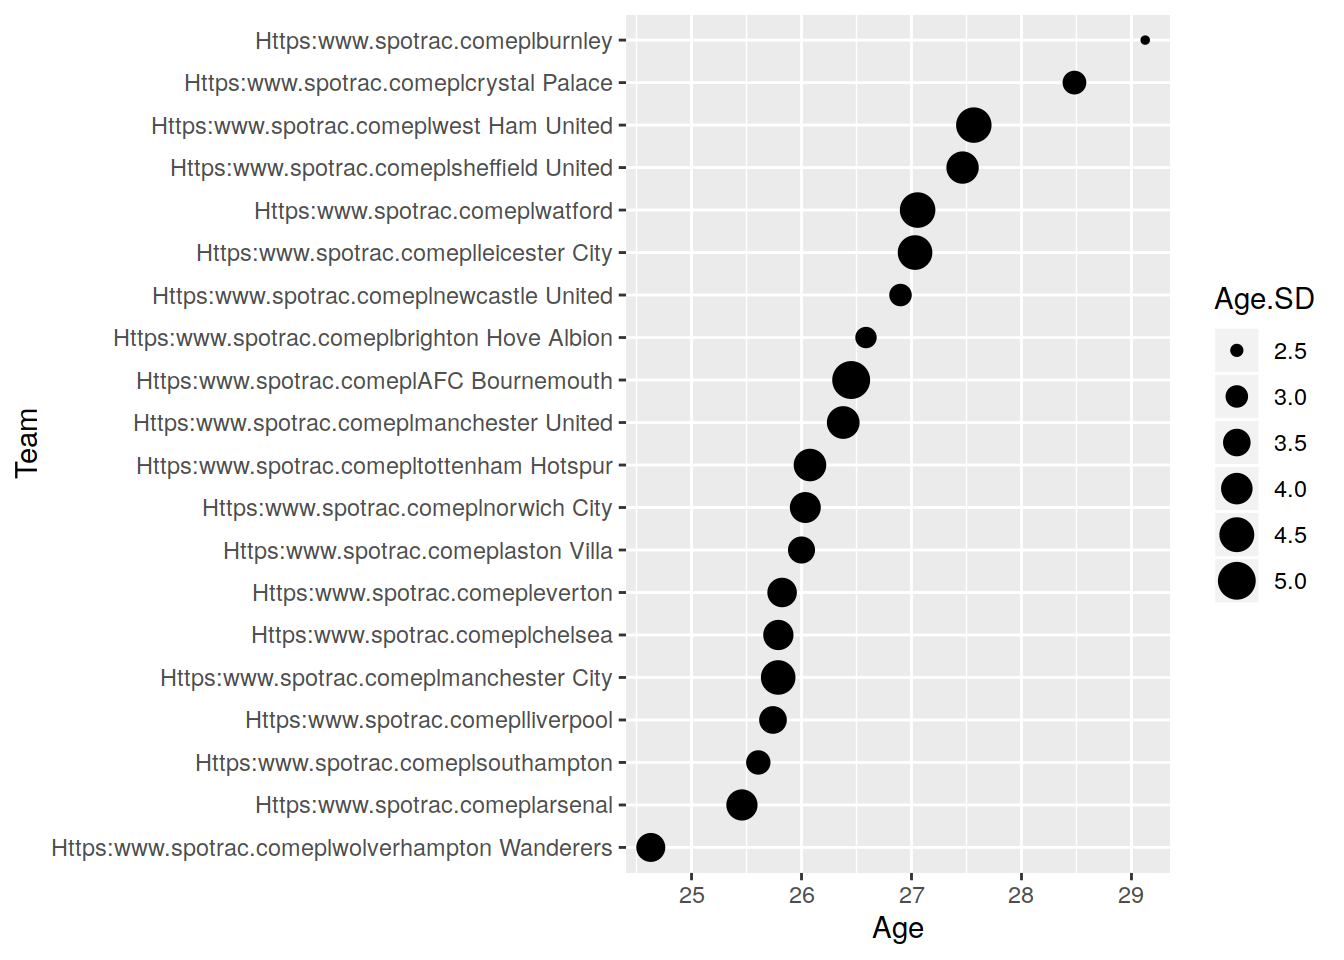 Https:www.spotrac.comeplburnley
Https:www.spotrac.comeplcrystal Palace
Https:www.spotrac.comeplwest Ham United
Https:www.spotrac.comeplsheffield United
Https:www.spotrac.comeplwatford
Https:www.spotrac.comeplleicester City
Https:www.spotrac.comeplnewcastle United
Https:www.spotrac.comeplbrighton Hove Albion
Https:www.spotrac.comeplAFC Bournemouth
Https:www.spotrac.comeplmanchester United
Https:www.spotrac.comepltottenham Hotspur
Https:www.spotrac.comeplnorwich City
Https:www.spotrac.comeplaston Villa
Https:www.spotrac.comepleverton
Https:www.spotrac.comeplchelsea
Https:www.spotrac.comeplmanchester City
Https:www.spotrac.comeplliverpool
Https:www.spotrac.comeplsouthampton
Https:www.spotrac.comeplarsenal
Https:www.spotrac.comeplwolverhampton Wanderers
Team
25 26 27 28 29
Age
Age.SD
2.5
3.0
3.5
4.0
4.5
5.0